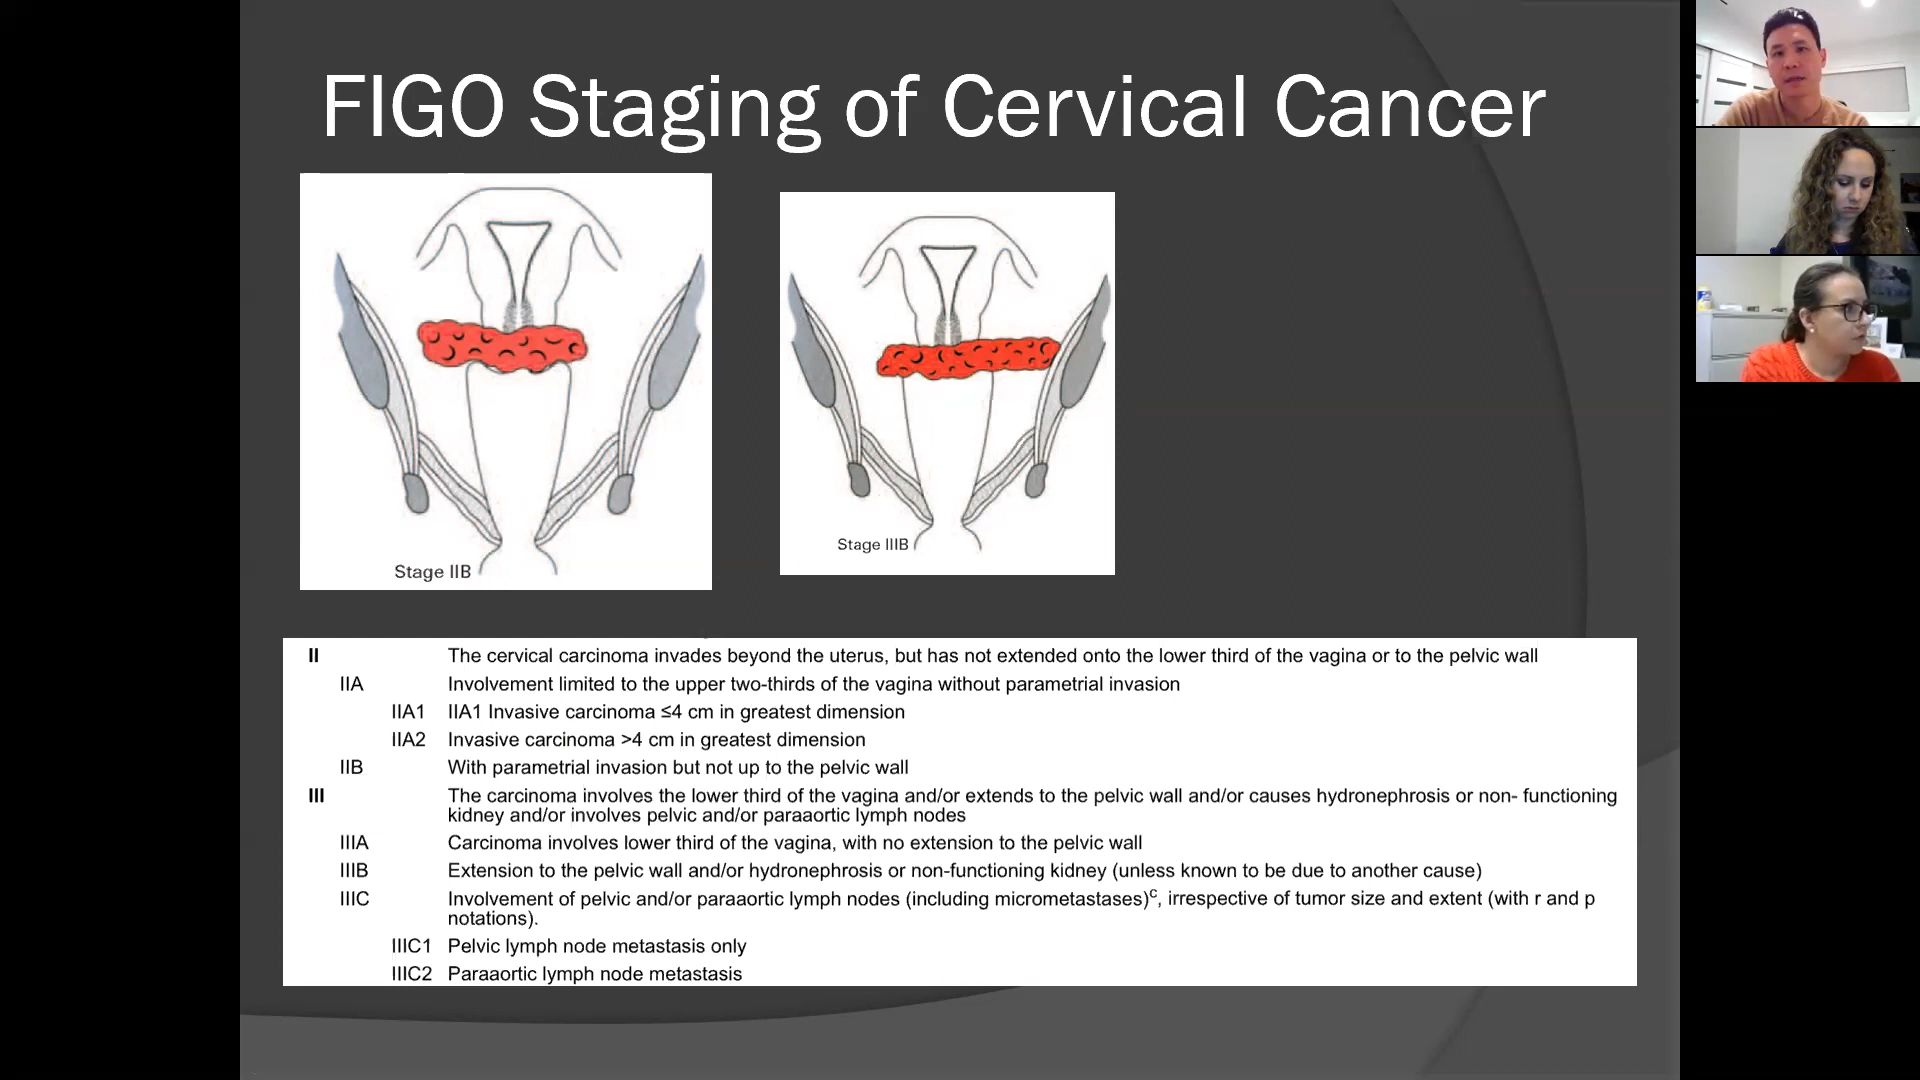 FIGO Staging of Cervical Cancer
Stage IIB
Stage IIIB
II The cervical carcinoma invades beyond the uterus, but has not extended onto the lower third of the vagina or to the pelvic wall
IIA Involvement limited to the upper two-thirds of the vagina without parametrial invasion
IIA1 IIA1 Invasive carcinoma ≤4 cm in greatest dimension
IIA2 Invasive carcinoma >4 cm in greatest dimension
IIB With parametrial invasion but not up to the pelvic wall
III The carcinoma involves the lower third of the vagina and/or extends to the pelvic wall and/or causes hydronephrosis or non- functioning
kidney and/or involves pelvic and/or paraaortic lymph nodes
IIIA Carcinoma involves lower third of the vagina, with no extension to the pelvic wall
IIIB Extension to the pelvic wall and/or hydronephrosis or non-functioning kidney (unless known to be due to another cause)
IIIC Involvement of pelvic and/or paraaortic lymph nodes (including micrometastases)ᶜ, irrespective of tumor size and extent (with r and p
notations).
IIIC1 Pelvic lymph node metastasis only
IIIC2 Paraaortic lymph node metastasis